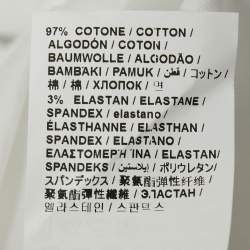 97% COTONE / COTTON /
ALGODÓN / COTON /
BAUMWOLLE / ALGODÃO /
BAMBAKI / PAMUK / قطن / コットン /
棉 / 棉 / ХЛОПОК / 면
3% ELASTAN / ELASTANE /
SPANDEX / elastano /
ÉLASTHANNE / ELASTHAN /
SPANDEX / ELASTANO /
ΕΛΑΣΤΟΜΕΡ ΊΝΑ / ELASTAN /
SPANDEKS / إيلاستين / ポリウレタン/
スパンデックス / 聚氨酯弹性纤维 /
聚氨酯彈性纖維 / ЭЛАСТАН /
엘라스테인 / 스판덱스